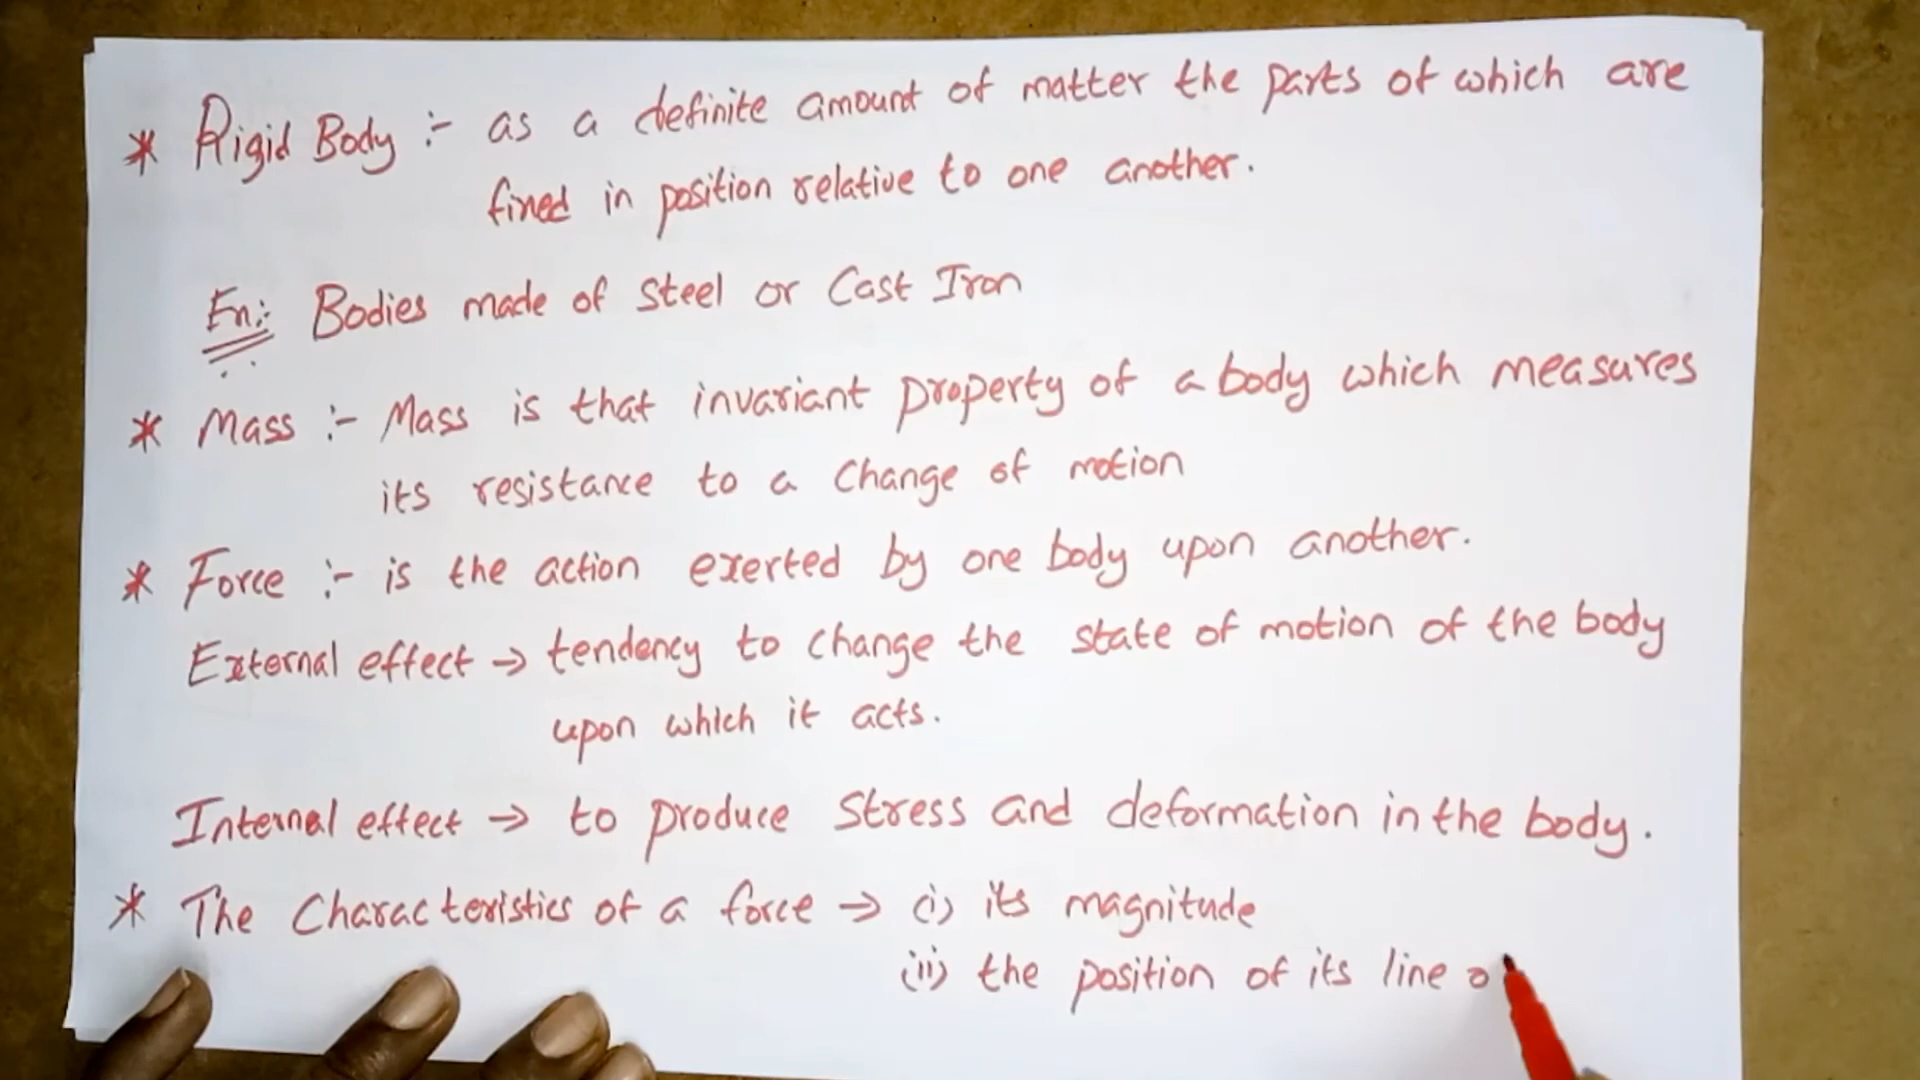 * Rigid Body :- as a definite amount of matter the parts of which are
fixed in position relative to one another.
Ex:- Bodies made of Steel or Cast Iron
* Mass :- Mass is that invariant property of a body which measures
its resistance to a Change of motion
* Force :- is the action exerted by one body upon another.
External effect → tendency to change the state of motion of the body
upon which it acts.
Internal effect → to produce Stress and deformation in the body.
* The Characteristics of a force → (i) its magnitude
(ii) the position of its line o